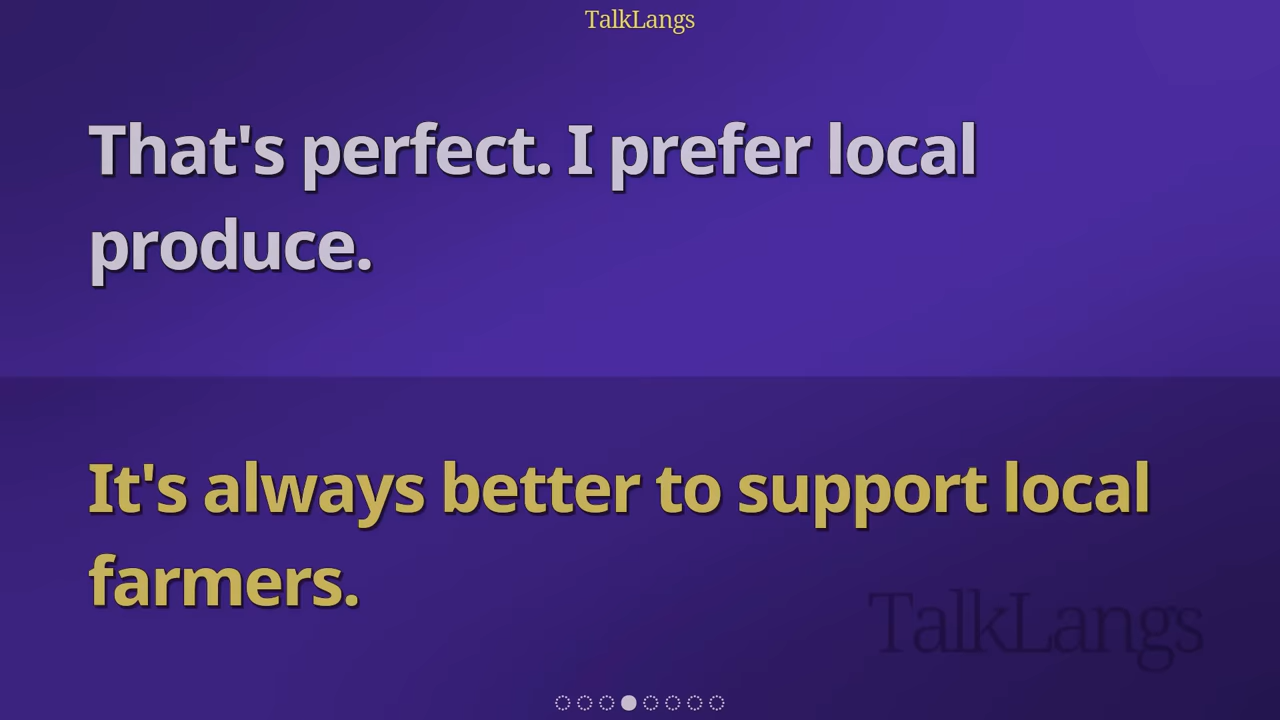 TalkLangs
That's perfect. I prefer local
produce.
It's always better to support local
farmers.
TalkLangs